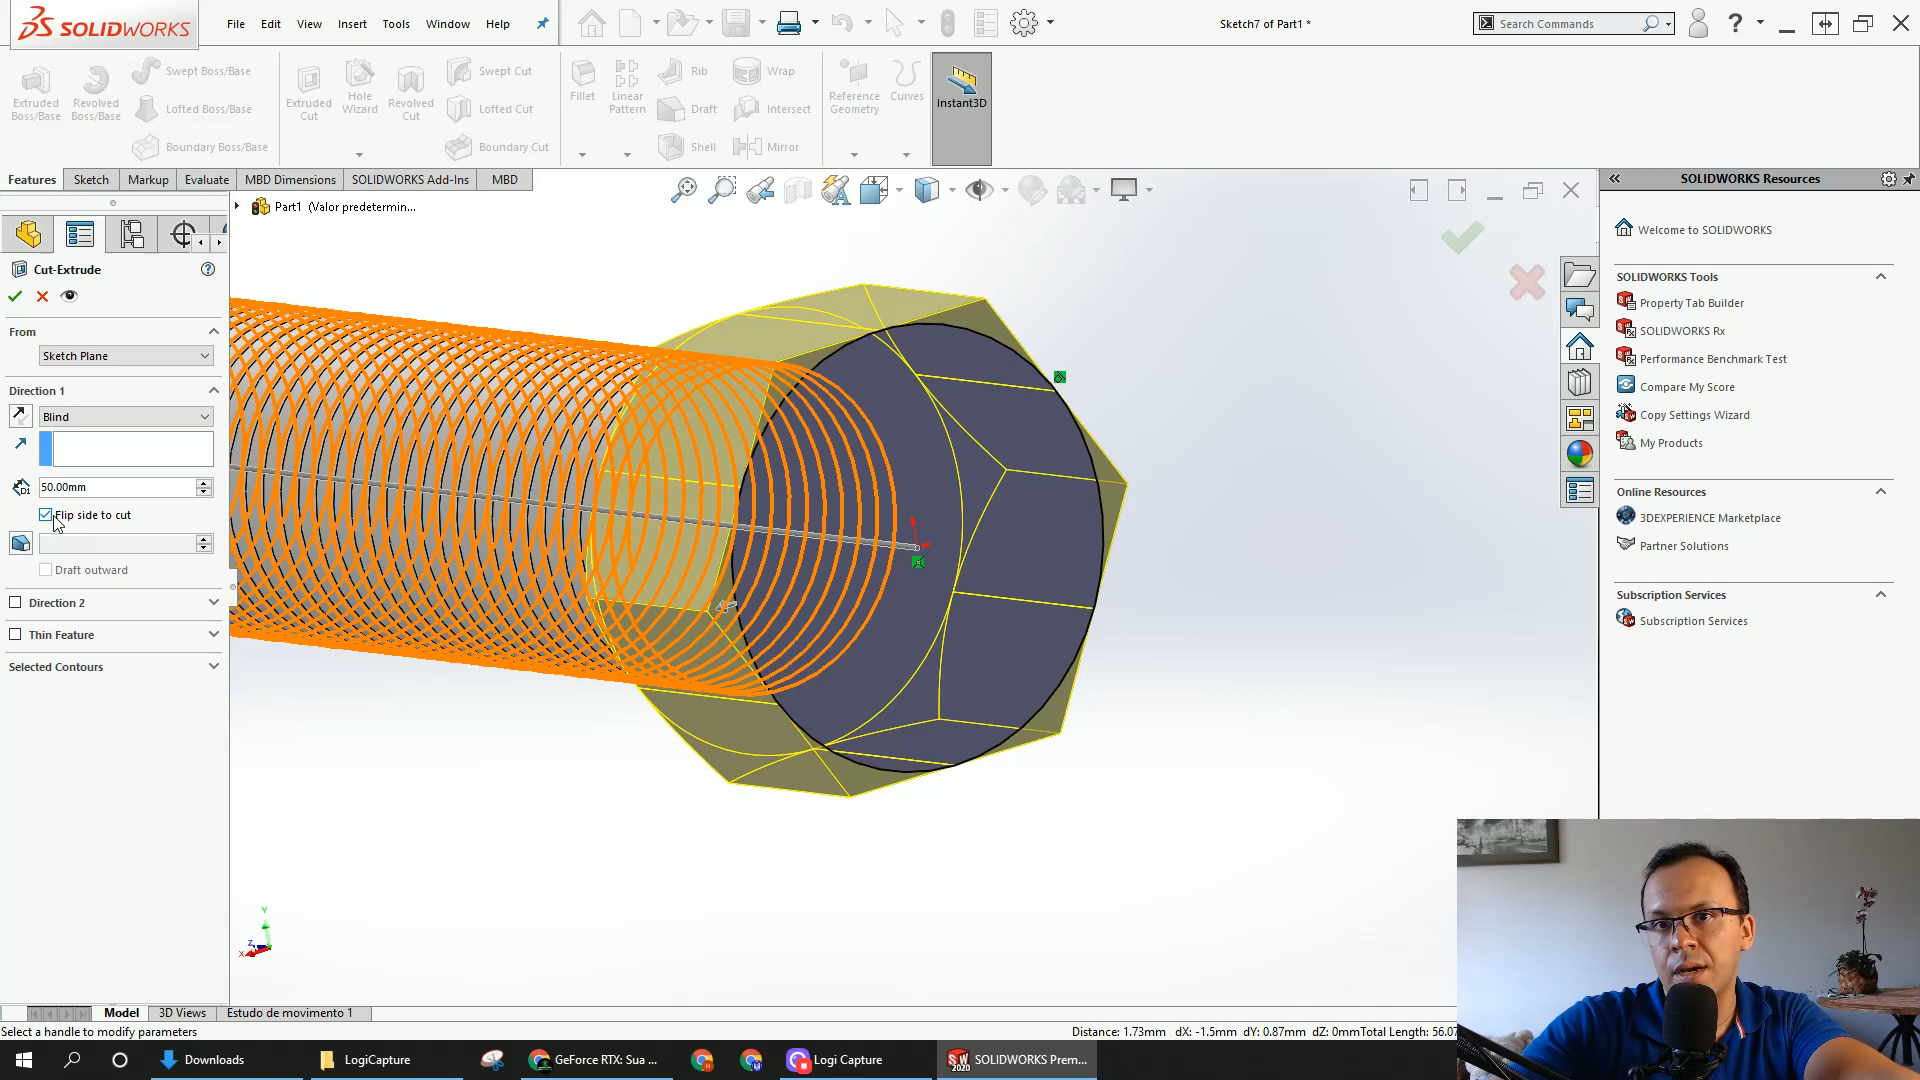 SOLIDWORKS
File Edit View Insert Tools Window Help
Sketch7 of Part1 *
Search Commands
Extruded Boss/Base
Revolved Boss/Base
Swept Boss/Base
Lofted Boss/Base
Boundary Boss/Base
Extruded Cut
Hole Wizard
Revolved Cut
Swept Cut
Lofted Cut
Boundary Cut
Fillet
Linear Pattern
Rib
Draft
Shell
Wrap
Intersect
Mirror
Reference Geometry
Curves
Instant3D
Features Sketch Markup Evaluate MBD Dimensions SOLIDWORKS Add-Ins MBD
Part1 (Valor predetermin...
Cut-Extrude
From
Sketch Plane
Direction 1
Blind
50.00mm
Flip side to cut
Draft outward
Direction 2
Thin Feature
Selected Contours
SOLIDWORKS Resources
Welcome to SOLIDWORKS
SOLIDWORKS Tools
Property Tab Builder
SOLIDWORKS Rx
Performance Benchmark Test
Compare My Score
Copy Settings Wizard
My Products
Online Resources
3DEXPERIENCE Marketplace
Partner Solutions
Subscription Services
Subscription Services
Y
Z
X
Model 3D Views Estudo de movimento 1
Select a handle to modify parameters
Distance: 1.73mm dX: -1.5mm dY: 0.87mm dZ: 0mmTotal Length: 56.07
Downloads LogiCapture GeForce RTX: Sua ... Logi Capture SOLIDWORKS Prem...
SW 2020